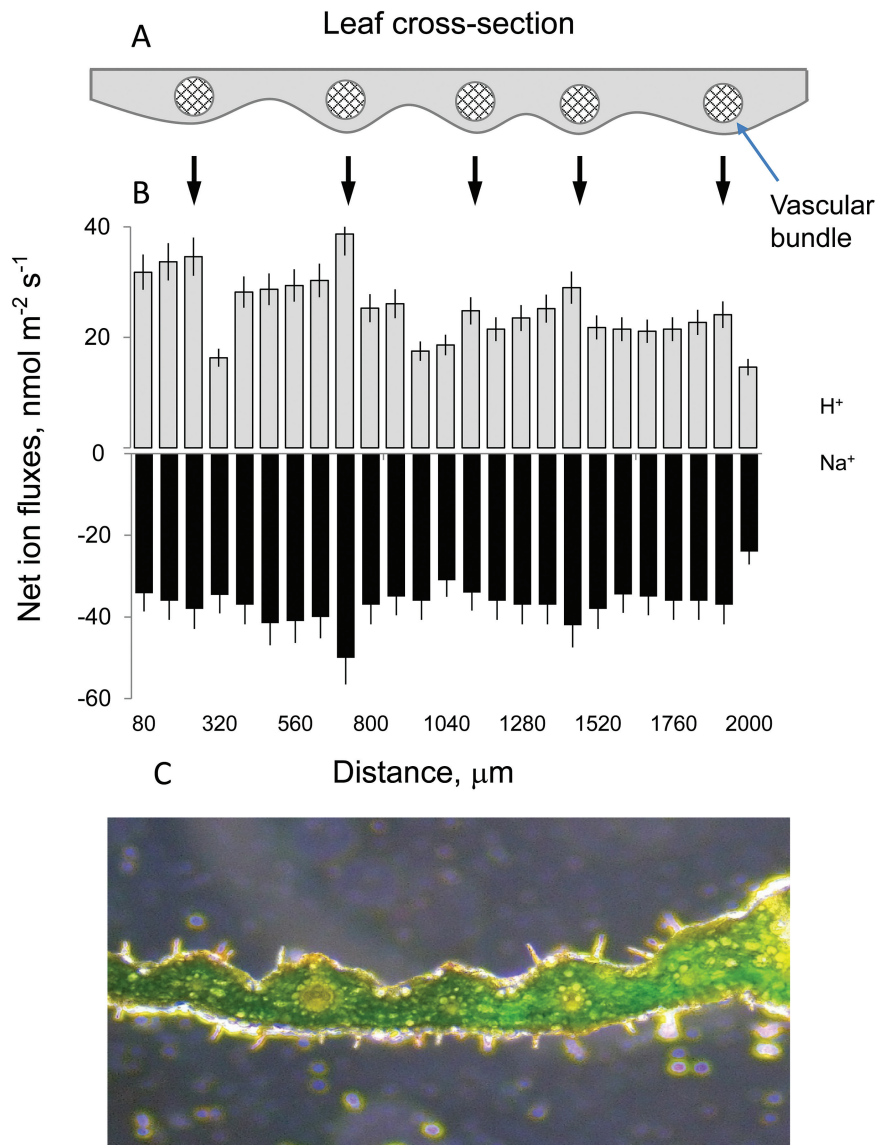 A
Leaf cross-section
Vascular
bundle
B
Net ion fluxes, nmol m⁻² s⁻¹
40
20
0
-20
-40
-60
H⁺
Na⁺
80 320 560 800 1040 1280 1520 1760 2000
Distance, μm
C